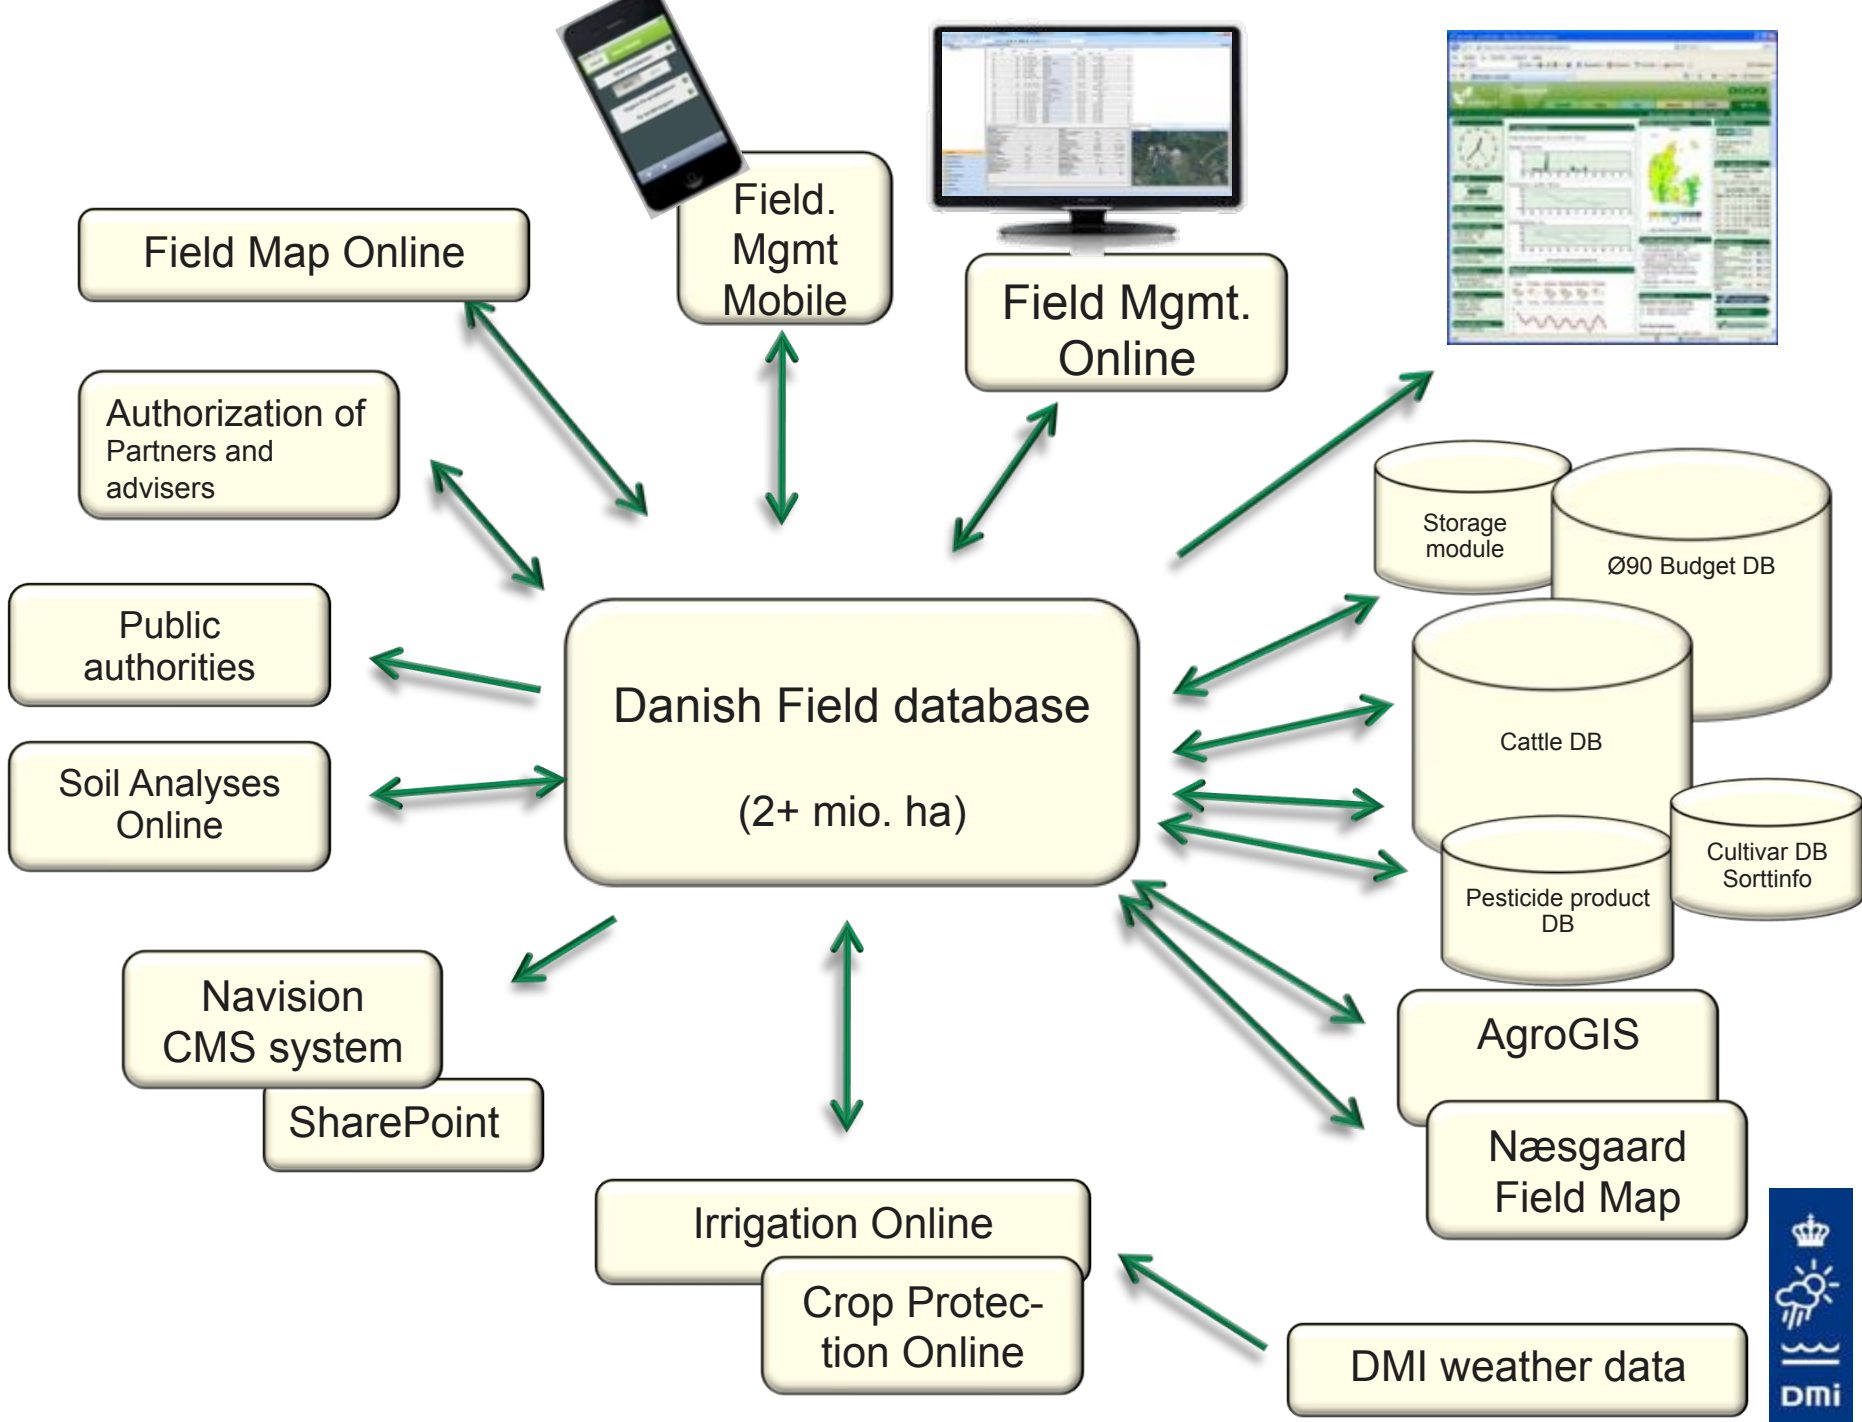 Field.
Mgmt
Mobile
Field Map Online
Field Mgmt.
Online
Authorization of
Partners and
advisers
Storage
module
Ø90 Budget DB
Public
authorities
Danish Field database
(2+ mio. ha)
Cattle DB
Soil Analyses
Online
Cultivar DB
Sorttinfo
Pesticide product
DB
Navision
CMS system
SharePoint
AgroGIS
Næsgaard
Field Map
Irrigation Online
Crop Protec-
tion Online
DMI weather data
DMi